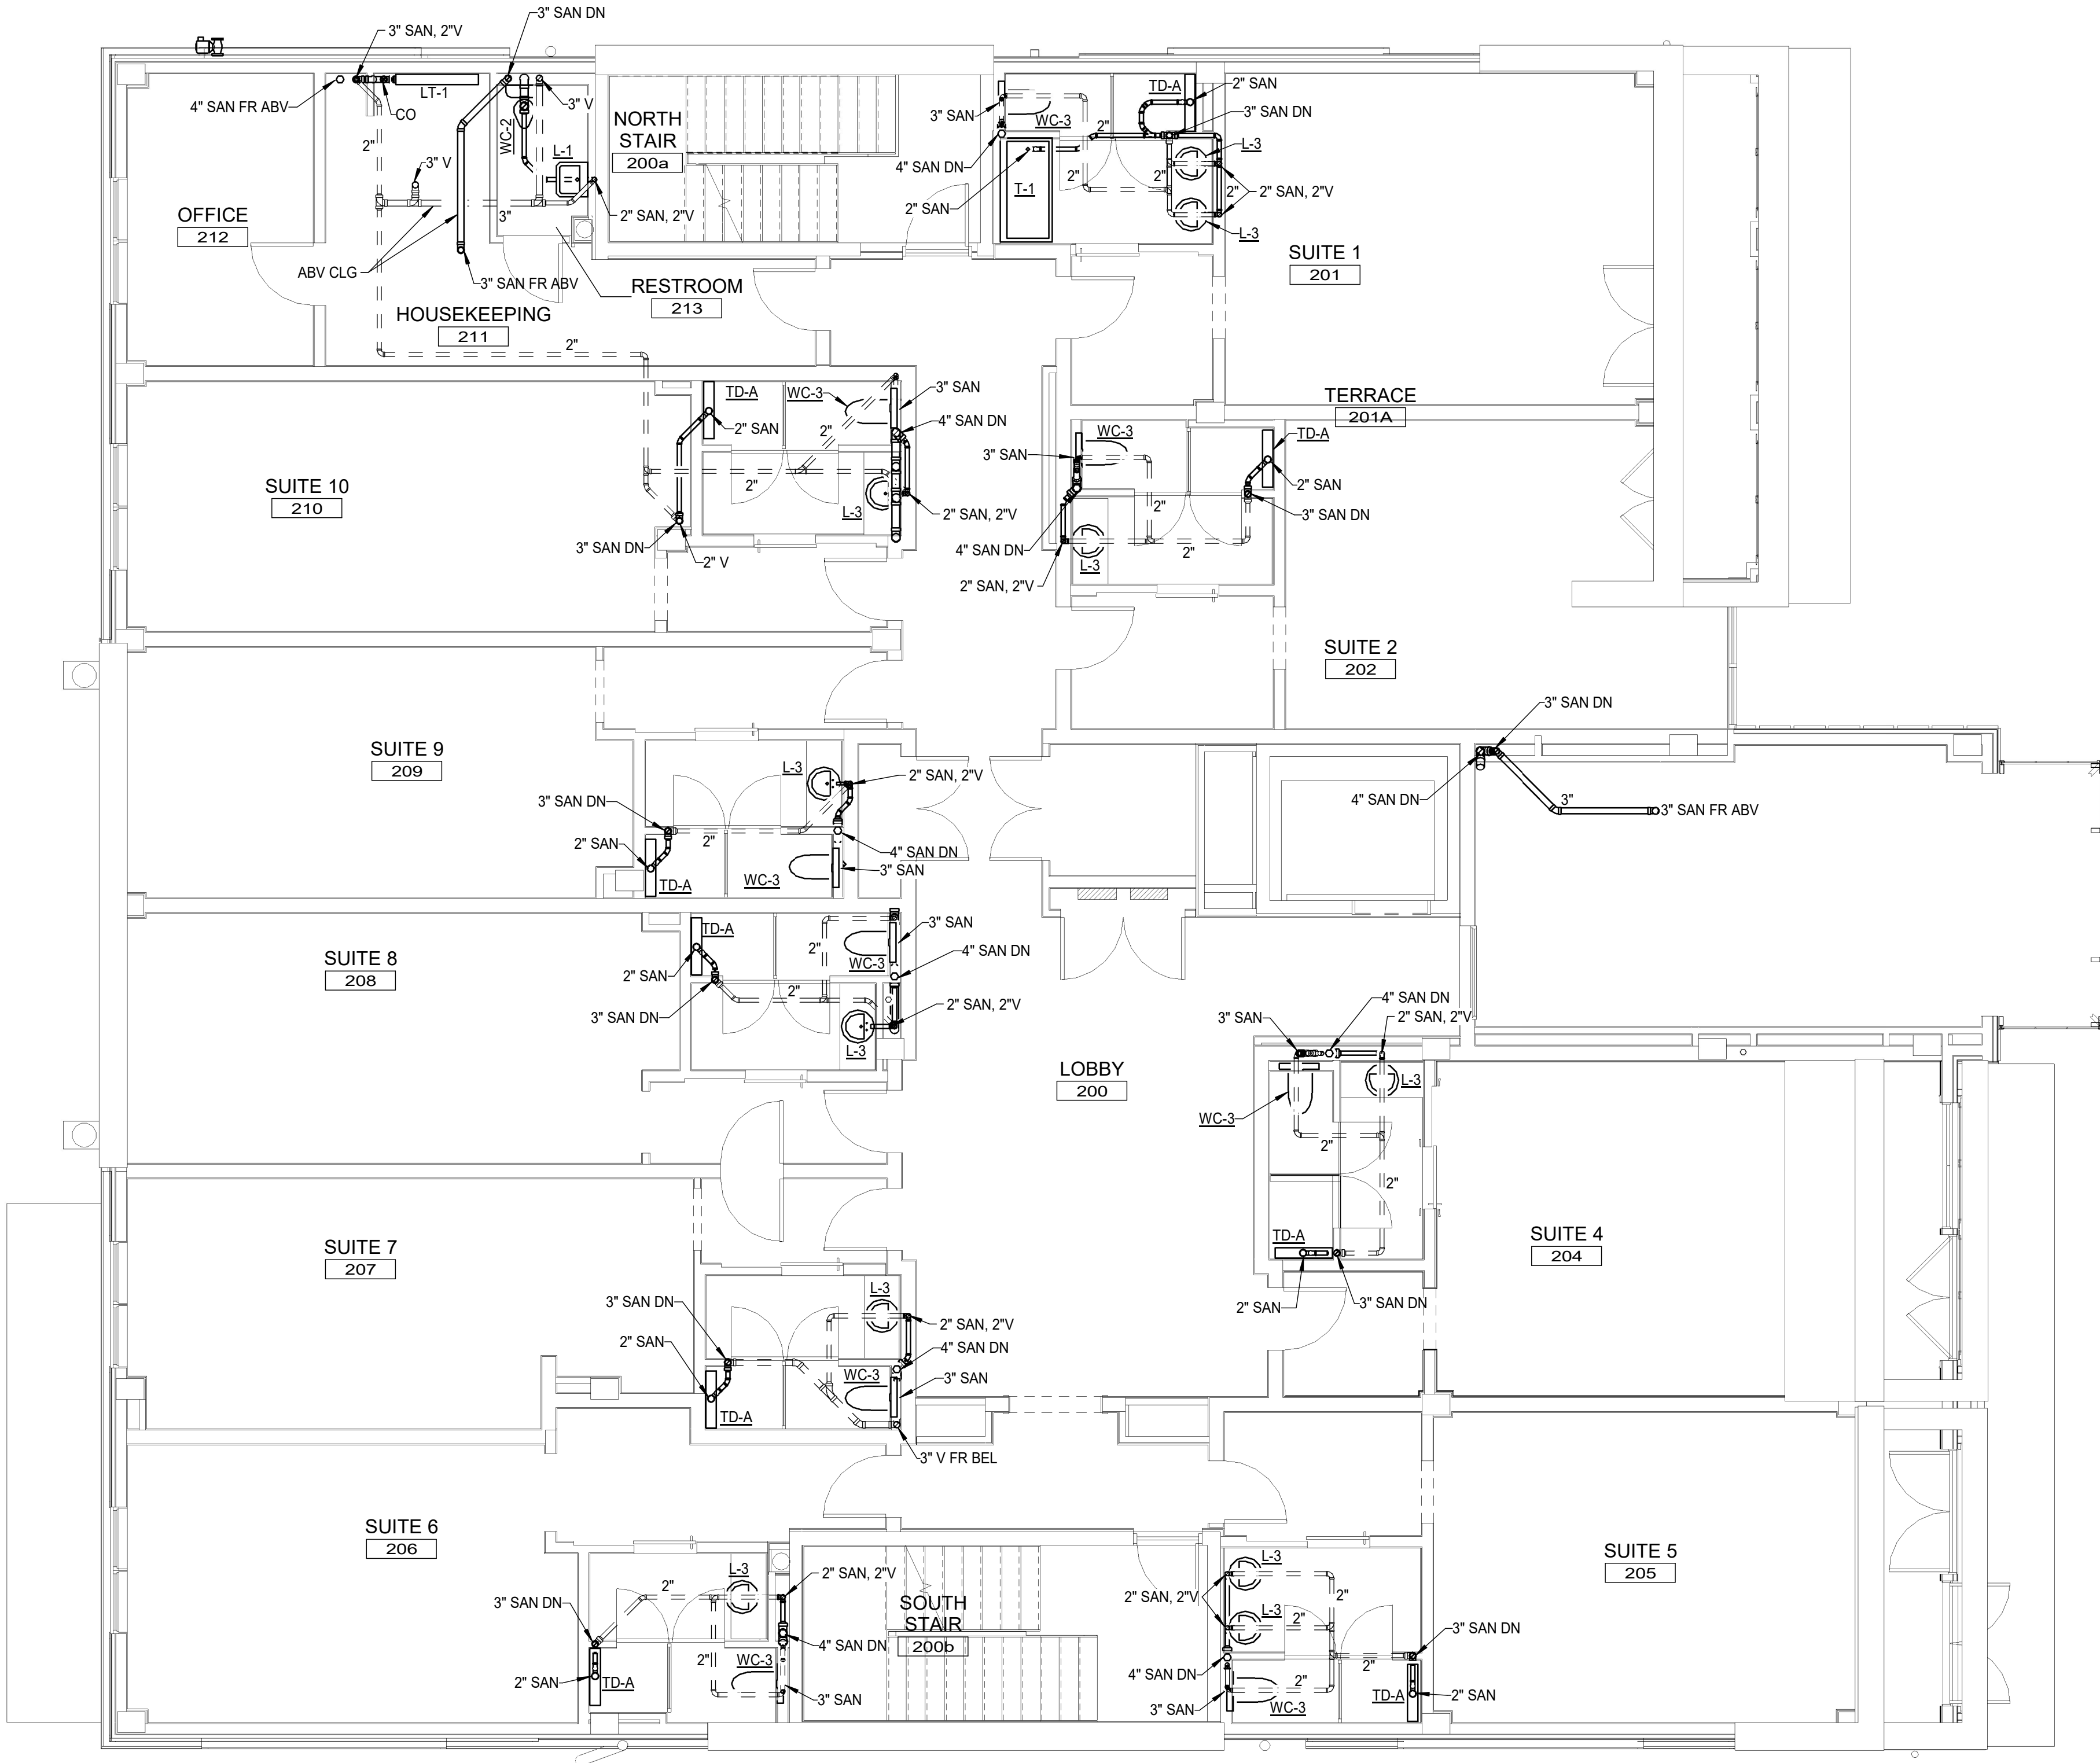 3" SAN DN
3" SAN, 2"V
4" SAN FR ABV
CO
LT-1
3" V
WC-2
L-1
2"
3" V
3"
2" SAN, 2"V
OFFICE
212
ABV CLG
3" SAN FR ABV
HOUSEKEEPING
211
RESTROOM
213
2"
NORTH
STAIR
200a
3" SAN
WC-3
TD-A
2" SAN
3" SAN DN
2"
4" SAN DN
2" SAN
T-1
2"
2"
L-3
2"
2" SAN, 2"V
L-3
SUITE 1
201
TERRACE
201A
TD-A
WC-3
3" SAN
4" SAN DN
2" SAN
2"
2"
L-3
2" SAN, 2"V
3" SAN DN
2" V
SUITE 10
210
WC-3
3" SAN
TD-A
2" SAN
3" SAN DN
2"
2"
4" SAN DN
L-3
2" SAN, 2"V
SUITE 2
202
3" SAN DN
4" SAN DN
3"
3" SAN FR ABV
SUITE 9
209
L-3
2" SAN, 2"V
3" SAN DN
2" SAN
2"
4" SAN DN
3" SAN
TD-A
WC-3
SUITE 8
208
TD-A
2"
3" SAN
WC-3
4" SAN DN
2" SAN
2"
3" SAN DN
2" SAN, 2"V
L-3
LOBBY
200
4" SAN DN
3" SAN
2" SAN, 2"V
L-3
WC-3
2"
2"
TD-A
2" SAN
3" SAN DN
SUITE 4
204
SUITE 7
207
L-3
3" SAN DN
2" SAN, 2"V
2" SAN
4" SAN DN
WC-3
3" SAN
TD-A
3" V FR BEL
SUITE 6
206
L-3
2" SAN, 2"V
2"
3" SAN DN
4" SAN DN
2"
WC-3
2" SAN
TD-A
3" SAN
SOUTH
STAIR
200b
L-3
2" SAN, 2"V
2"
L-3
2"
3" SAN DN
4" SAN DN
2"
2"
3" SAN
WC-3
TD-A
2" SAN
SUITE 5
205